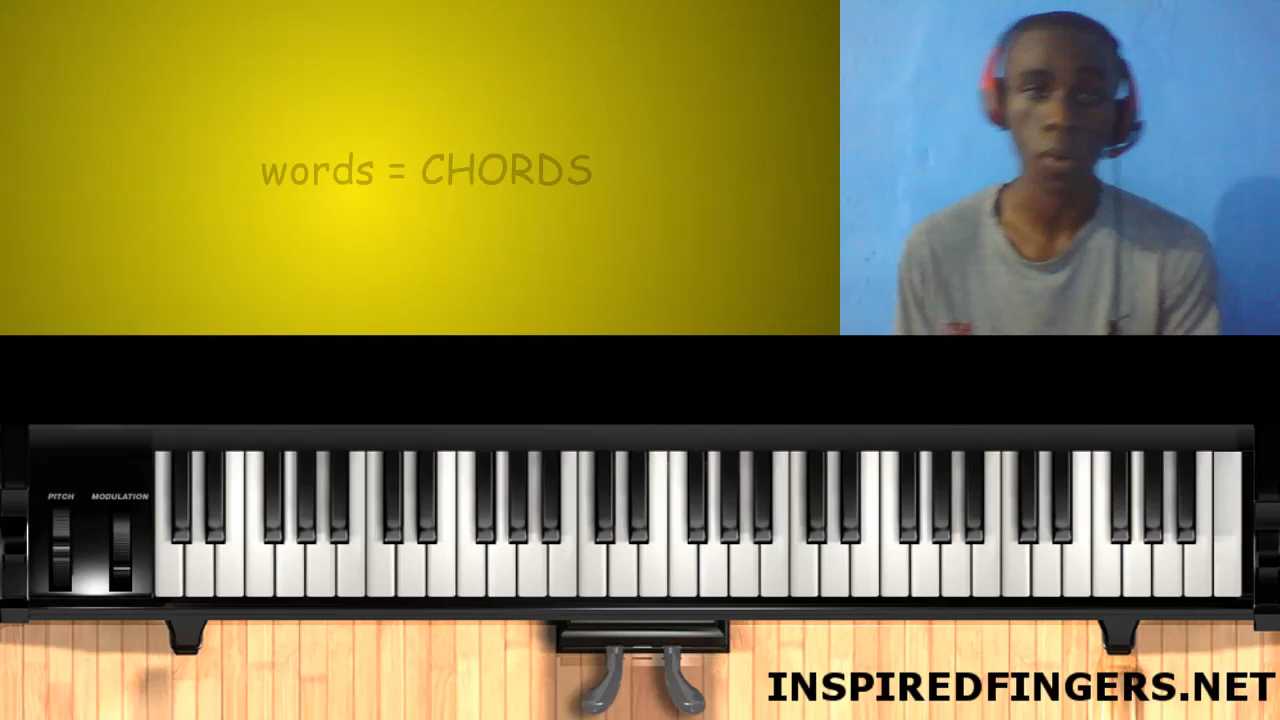 words = CHORDS
PITCH MODULATION
INSPIREDFINGERS.NET